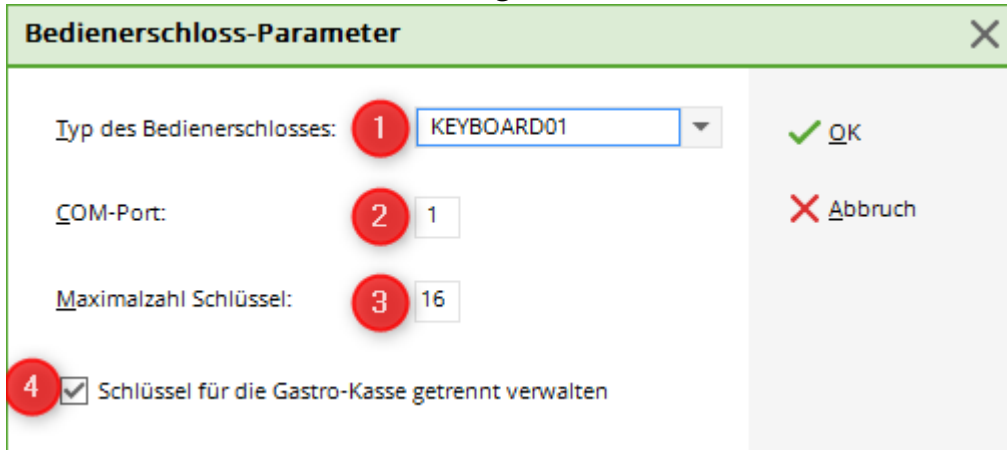 Bedienerschloss-Parameter
Typ des Bedienerschlosses: 1 KEYBOARD01
OK
COM-Port: 2 1
Abbruch
Maximalzahl Schlüssel: 3 16
4 Schlüssel für die Gastro-Kasse getrennt verwalten